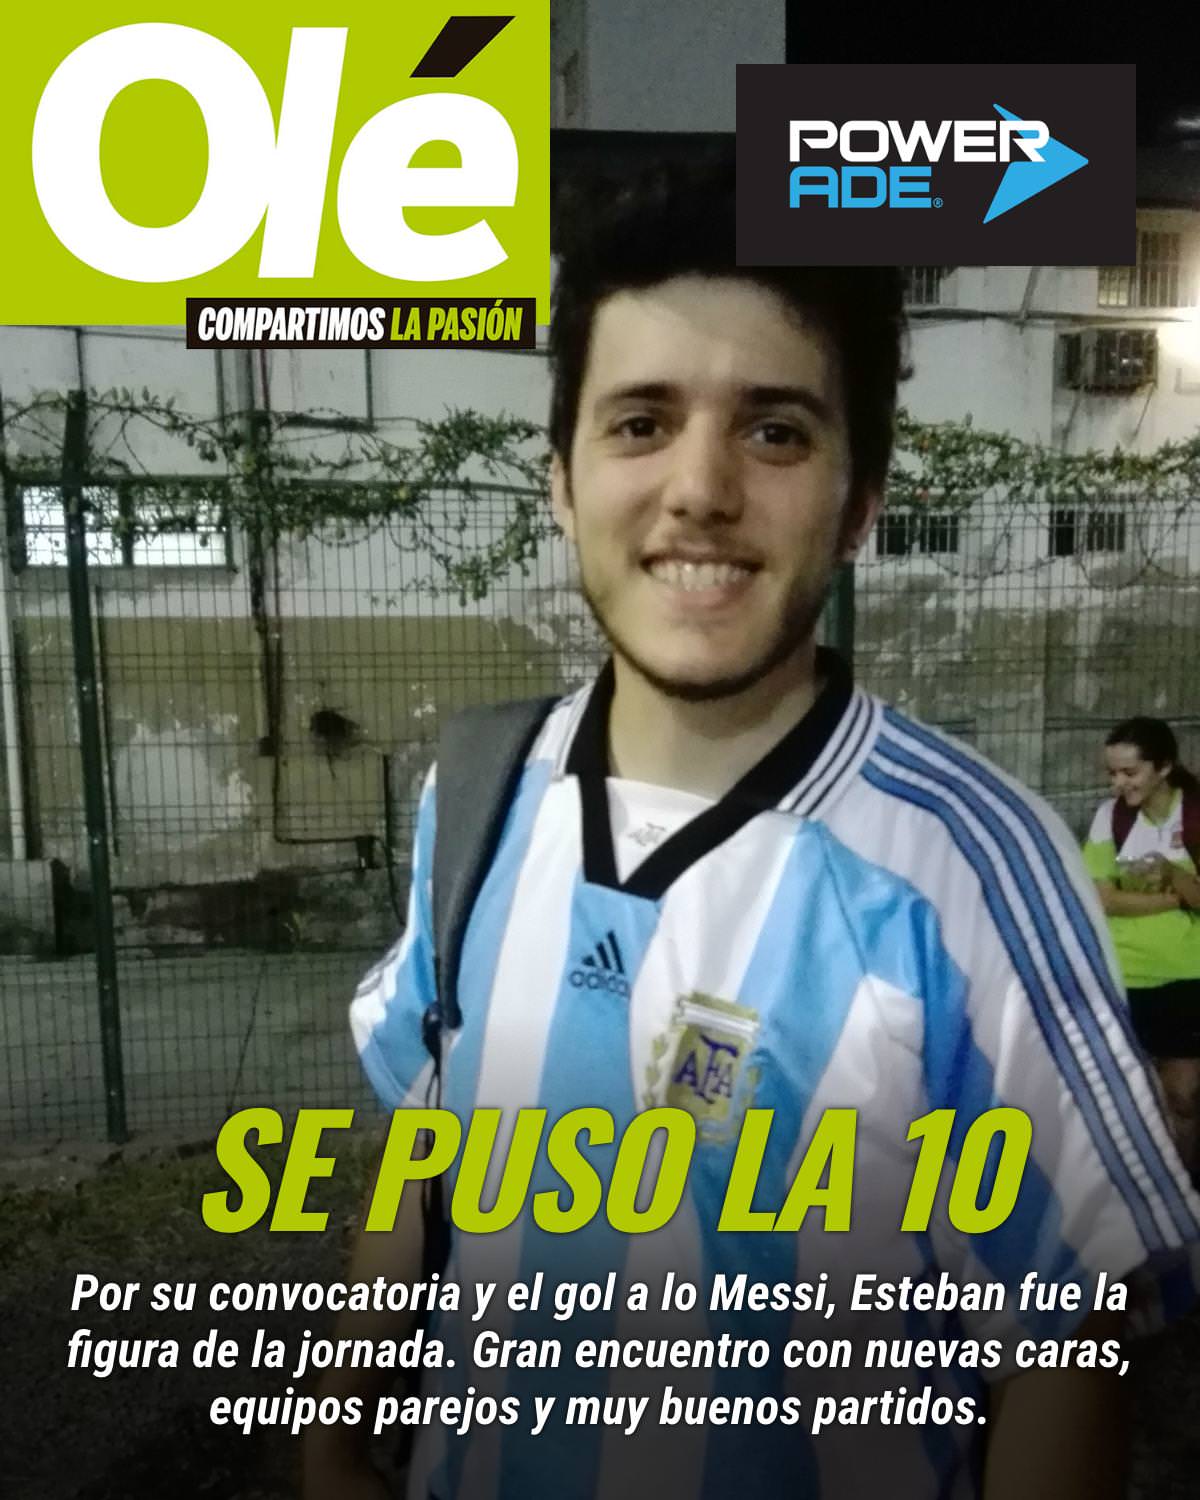 Olé
COMPARTIMOS LA PASIÓN
POWER
ADE®
AFA
adidas
AFA
SE PUSO LA 10
Por su convocatoria y el gol a lo Messi, Esteban fue la
figura de la jornada. Gran encuentro con nuevas caras,
equipos parejos y muy buenos partidos.